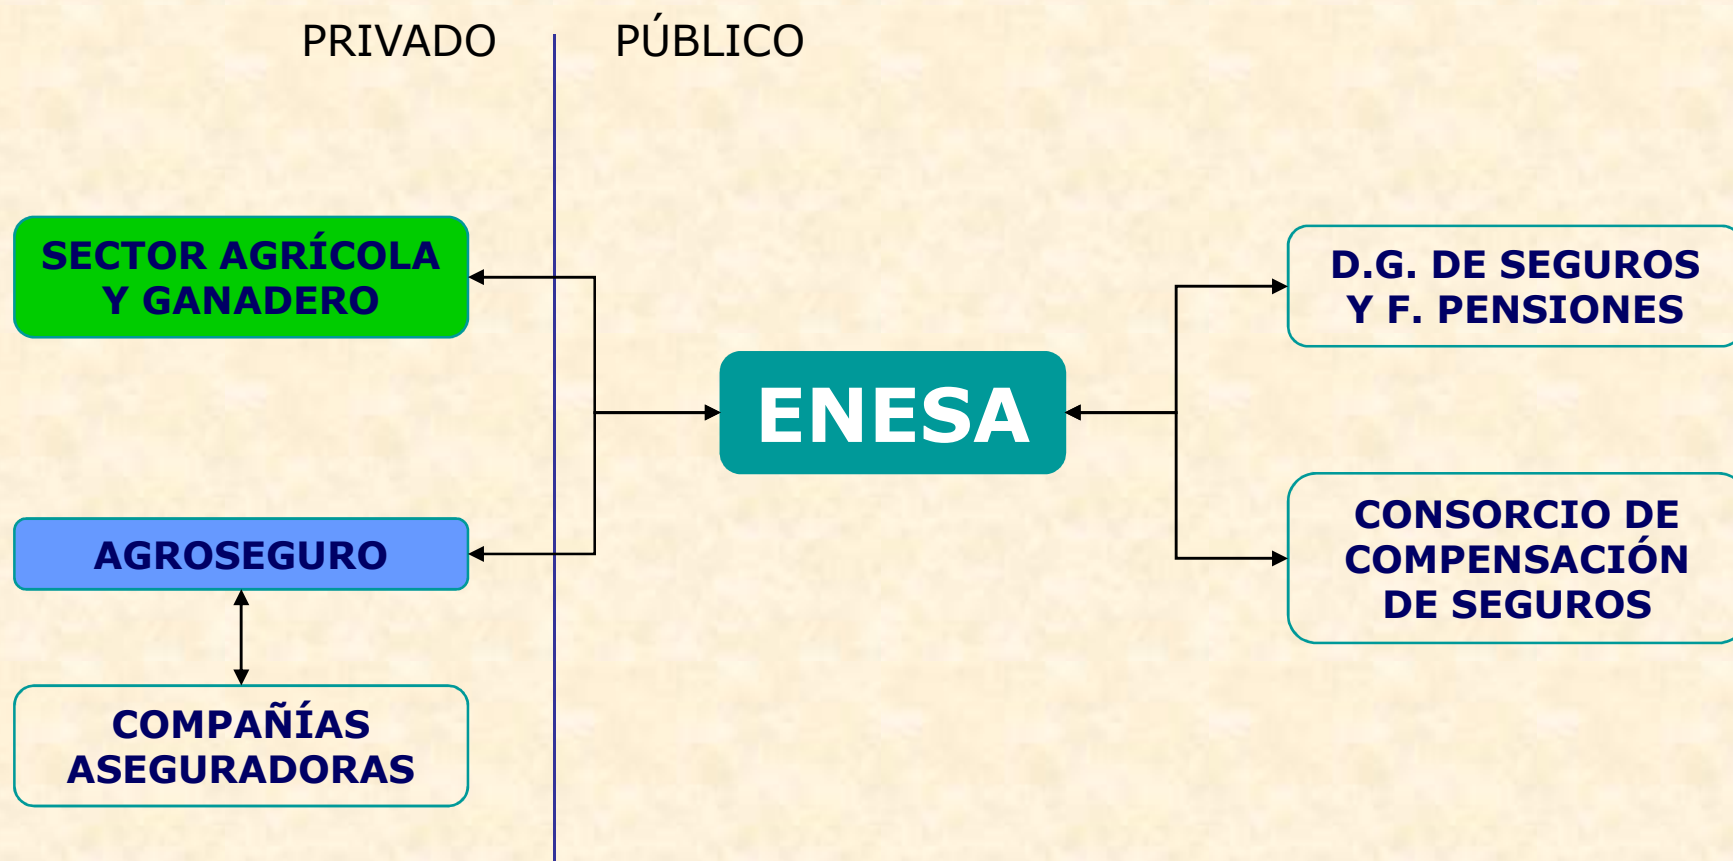 PRIVADO
PÚBLICO
SECTOR AGRÍCOLA
Y GANADERO
AGROSEGURO
COMPAÑÍAS
ASEGURADORAS
ENESA
D.G. DE SEGUROS
Y F. PENSIONES
CONSORCIO DE
COMPENSACIÓN
DE SEGUROS